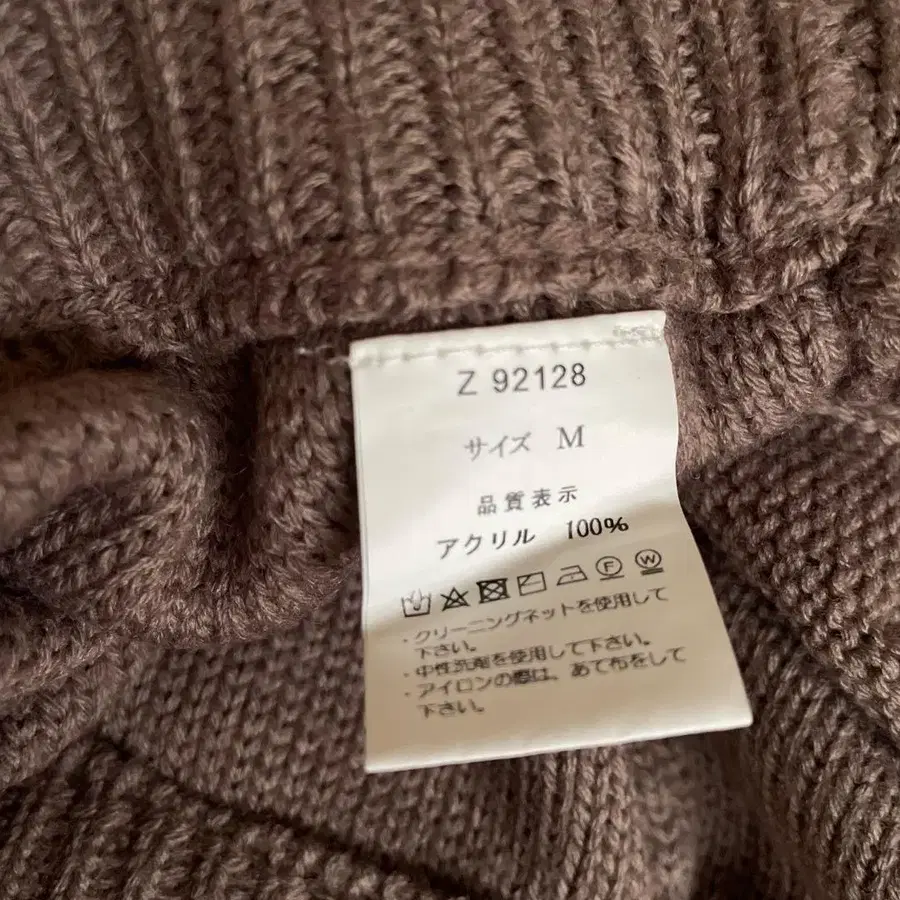 Z 92128
サイズ M
品質表示
アクリル 100%
F W
・クリーニングネットを使用して
下さい。
・中性洗剤を使用して下さい。
・アイロンの際は、あて布をして
下さい。